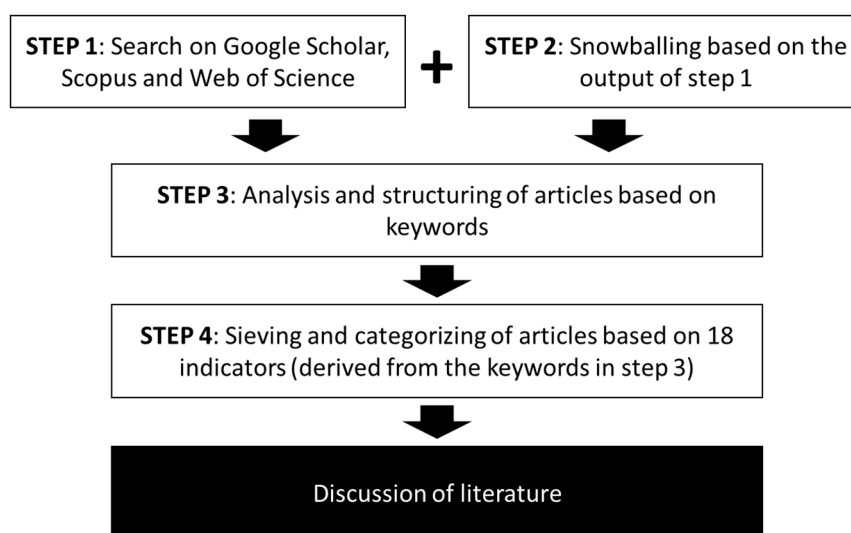 STEP 1: Search on Google Scholar,
Scopus and Web of Science
+
STEP 2: Snowballing based on the
output of step 1
STEP 3: Analysis and structuring of articles based on
keywords
STEP 4: Sieving and categorizing of articles based on 18
indicators (derived from the keywords in step 3)
Discussion of literature